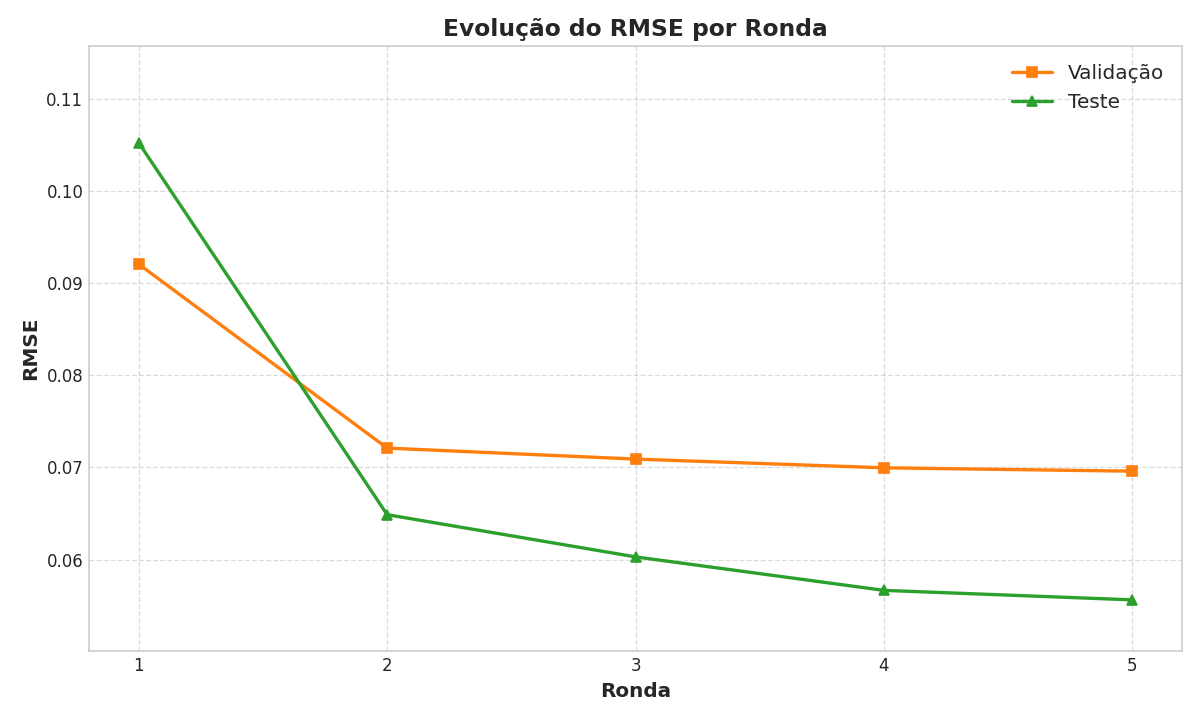 Evolução do RMSE por Ronda
Validação
Teste
RMSE
0.11
0.10
0.09
0.08
0.07
0.06
1 2 3 4 5
Ronda